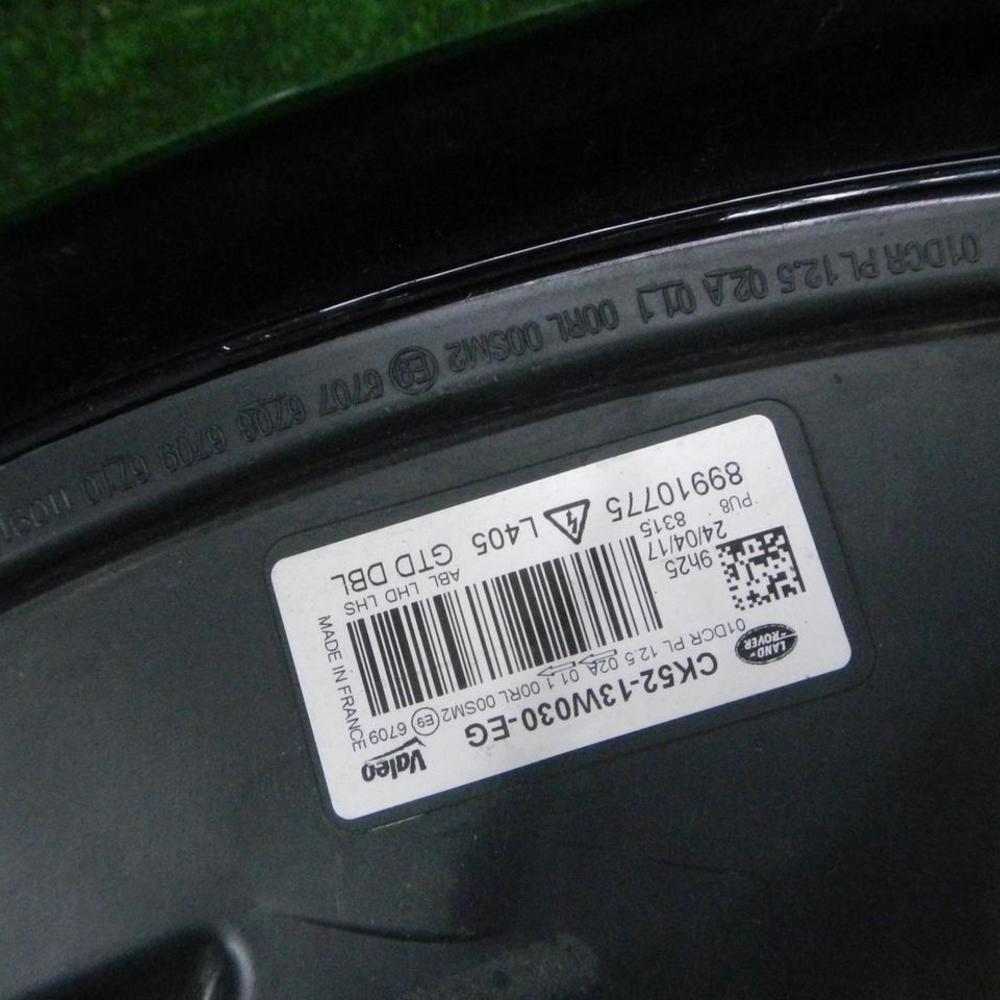 01DCR PL 12.5 02A 01.1 00RL 00SM2 E9 6707 6708 6709 6710
Valeo
CK52-13W030-EG
LAND-
-ROVER
E9 6709
01DCR PL 12.5 02A 01.1 00RL 00SM2
MADE IN FRANCE
ABL LHD LHS
9h25
24/04/17
8315
PU8
GTD DBL
L405
89910775